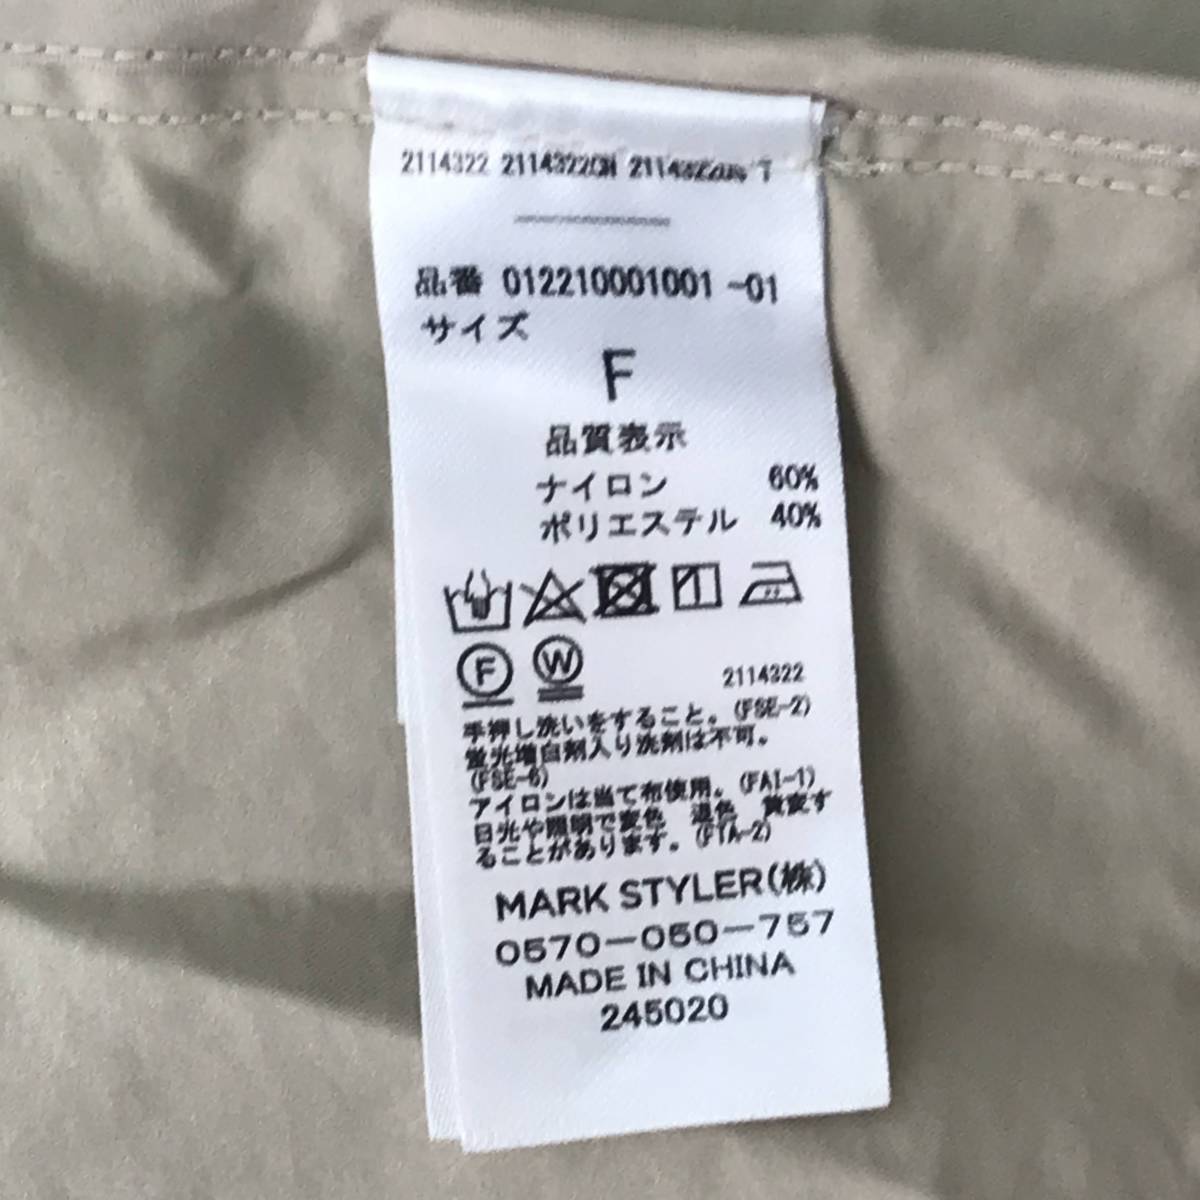 2114322 2114322CN
品番 012210001001 -01
サイズ
F
品質表示
ナイロン 60%
ポリエステル 40%
F W
2114322
手押し洗いをすること。(FSE-2)
蛍光増白剤入り洗剤は不可。
(FSE-6)
アイロンは当て布使用。(FAI-1)
日光や照明で変色 退色 黄変す
ることがあります。(FTA-2)
MARK STYLER(株)
0570-050-757
MADE IN CHINA
245020